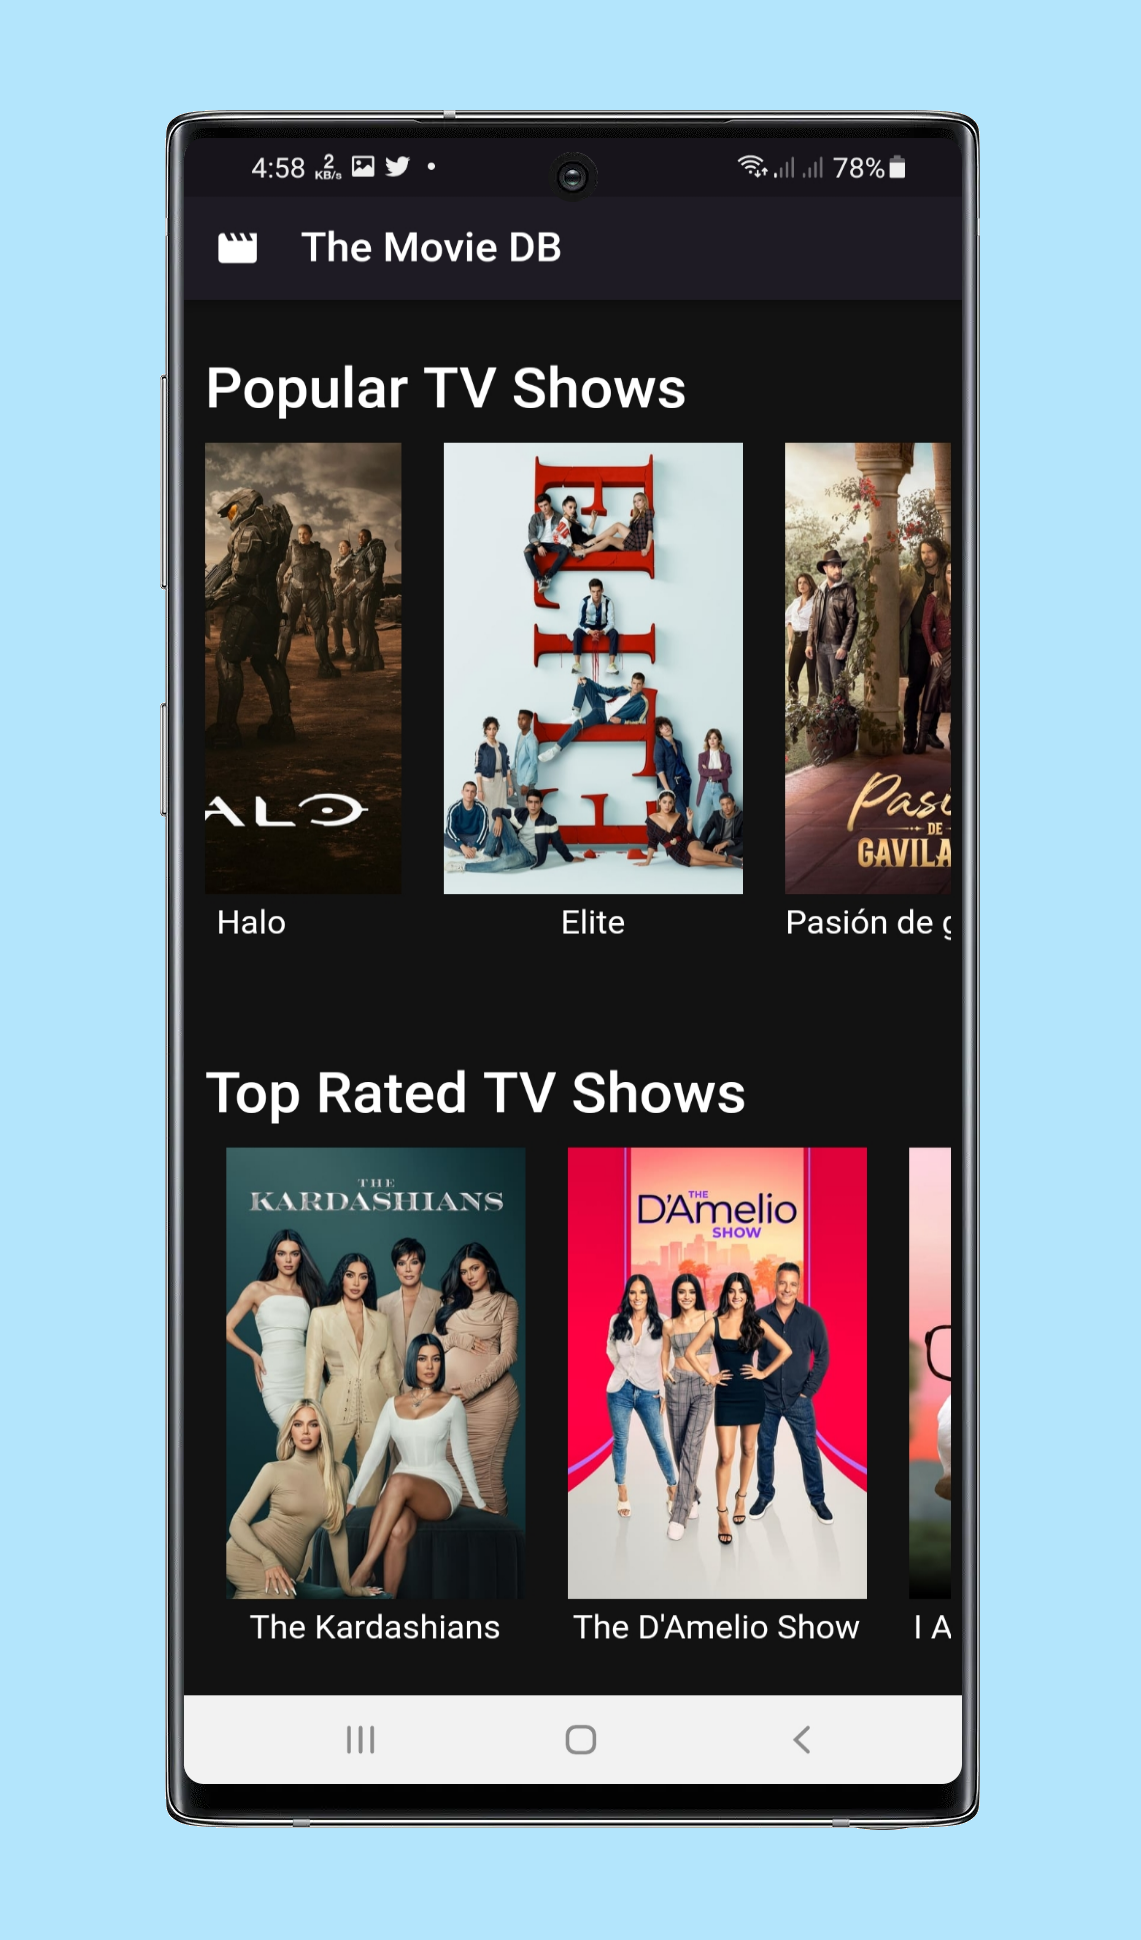 4:58 2 KB/s 78%
The Movie DB
Popular TV Shows
ALO
ELITE
Pasi
DE
GAVILA
Halo
Elite
Pasión de g
Top Rated TV Shows
THE
KARDASHIANS
THE
D'Amelio
SHOW
The Kardashians
The D'Amelio Show
I A